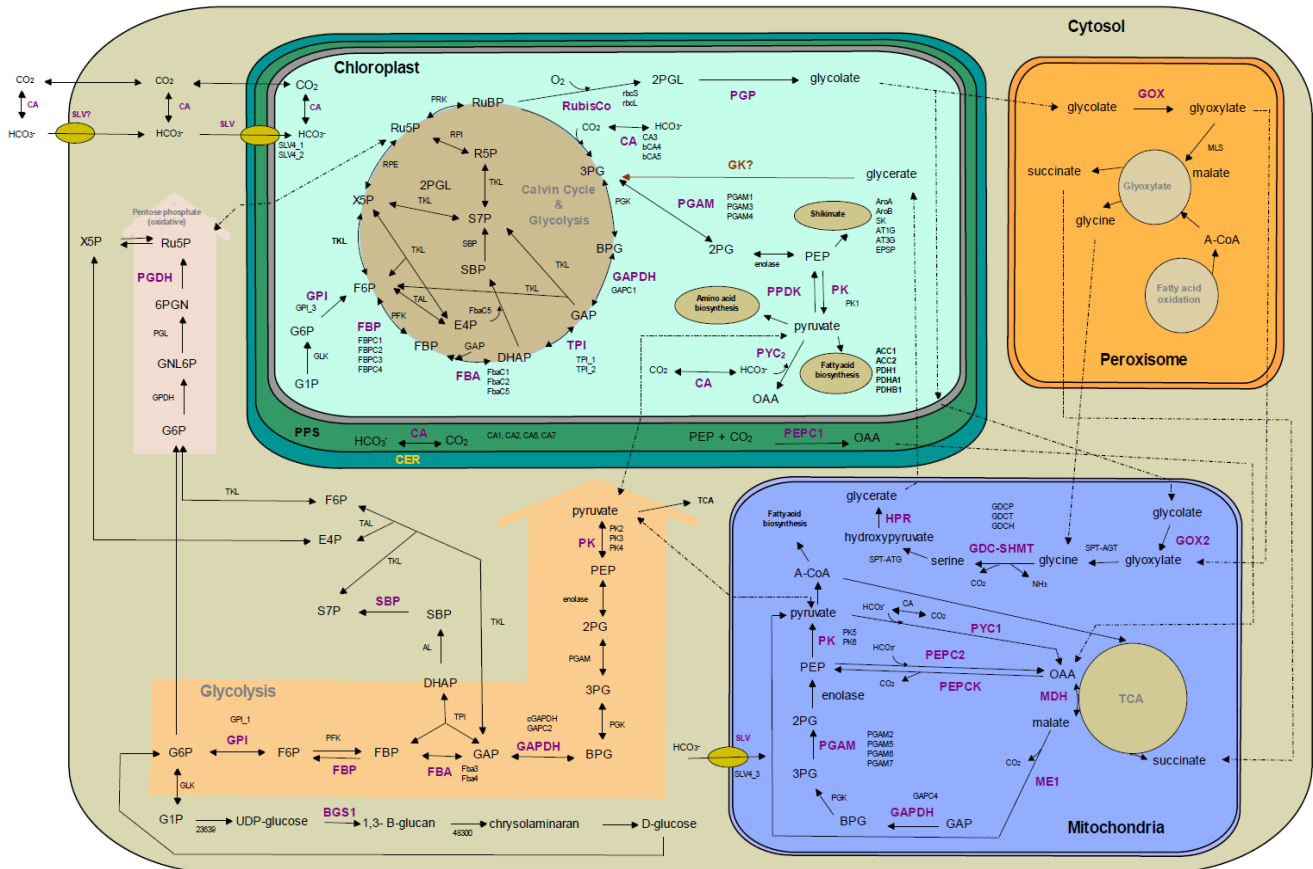 Cytosol
Chloroplast
Peroxisome
Mitochondria
CO₂
CO₂
CO₂
CA
CA
CA
SLV?
SLV
HCO₃-
HCO₃-
HCO₃-
SLV4_1
SLV4_2
PRK
RuBP
O₂
RubisCo
rbcS
rbcL
2PGL
PGP
glycolate
Ru5P
RPI
R5P
RPE
CO₂
HCO₃-
CA
CA3
bCA4
bCA5
3PG
GK?
glycerate
2PGL
TKL
TKL
X5P
S7P
Calvin Cycle
&
Glycolysis
PGK
PGAM
PGAM1
PGAM3
PGAM4
Shikimate
AroA
AroB
SK
AT1G
AT3G
EPSP
TKL
TKL
SBP
SBP
TKL
BPG
2PG
enolase
PEP
GAPDH
GAPC1
GPI
GPI_3
F6P
TAL
TKL
FbaC5
E4P
GAP
PFK
FBP
FBPC1
FBPC2
FBPC3
FBPC4
FBP
GAP
DHAP
FBA
FbaC1
FbaC2
FbaC5
TPI
TPI_1
TPI_2
G6P
GLK
G1P
PPDK
PK
PK1
Amino acid
biosynthesis
pyruvate
PYC₂
CO₂
HCO₃-
CA
OAA
Fatty acid
biosynthesis
ACC1
ACC2
PDH1
PDHA1
PDHB1
PPS
HCO₃-
CA
CO₂
CA1, CA2, CA6, CA7
CER
PEP + CO₂
PEPC1
OAA
glycolate
GOX
glyoxylate
MLS
succinate
Glyoxylate
malate
glycine
A-CoA
Fatty acid
oxidation
Pentose phosphate
(oxidative)
X5P
Ru5P
PGDH
6PGN
PGL
GNL6P
GPDH
G6P
TKL
F6P
TAL
E4P
TKL
S7P
SBP
SBP
AL
DHAP
TKL
TPI
Glycolysis
GPI_1
G6P
GPI
F6P
PFK
FBP
FBP
FBA
Fba3
Fba4
GAP
GAPDH
cGAPDH
GAPC2
BPG
PGK
3PG
PGAM
2PG
enolase
PEP
PK
PK2
PK3
PK4
pyruvate
TCA
GLK
G1P
23639
UDP-glucose
BGS1
1,3- B-glucan
48300
chrysolaminaran
D-glucose
HCO₃-
SLV
SLV4_3
Fatty acid
biosynthesis
glycerate
HPR
hydroxypyruvate
SPT-ATG
serine
GDC-SHMT
GDCP
GDCT
GDCH
CO₂
NH₃
glycine
SPT-AGT
glyoxylate
GOX2
glycolate
A-CoA
pyruvate
HCO₃-
CA
CO₂
PYC1
PK
PK5
PK6
HCO₃-
PEPC2
PEP
CO₂
PEPCK
OAA
MDH
TCA
enolase
2PG
malate
PGAM
PGAM2
PGAM5
PGAM6
PGAM7
CO₂
succinate
ME1
3PG
PGK
BPG
GAPC4
GAPDH
GAP